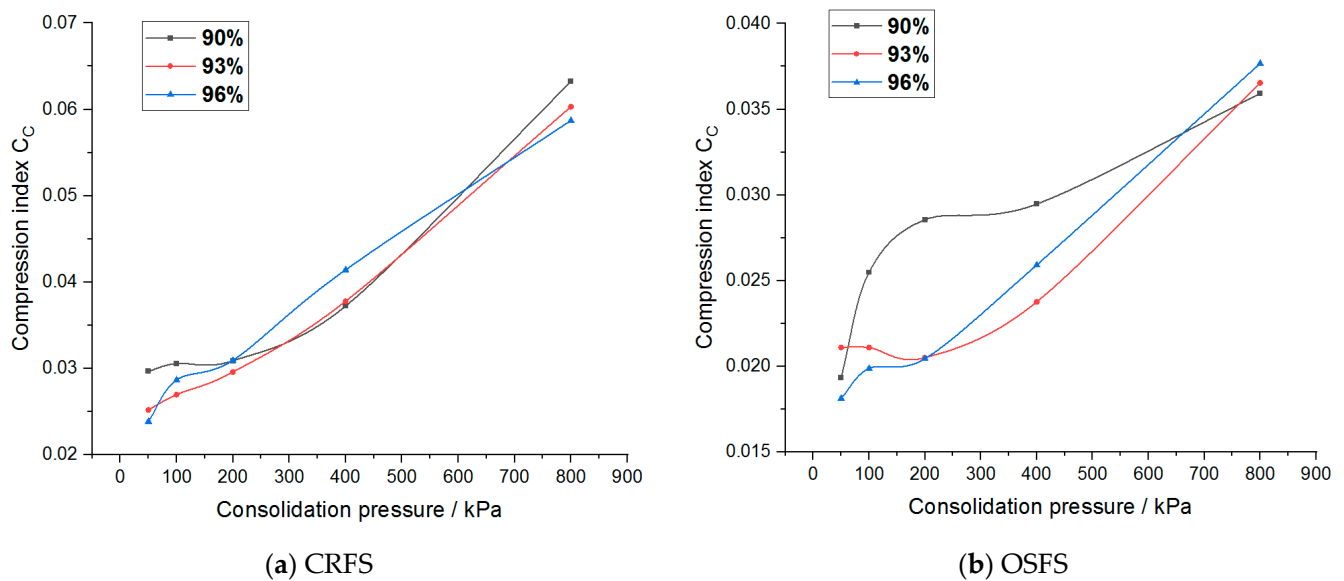 0.07
0.06
0.05
0.04
0.03
0.02
Compression index C_C
90%
93%
96%
0 100 200 300 400 500 600 700 800 900
Consolidation pressure / kPa
(a) CRFS
0.040
0.035
0.030
0.025
0.020
0.015
Compression index C_C
90%
93%
96%
0 100 200 300 400 500 600 700 800 900
Consolidation pressure / kPa
(b) OSFS